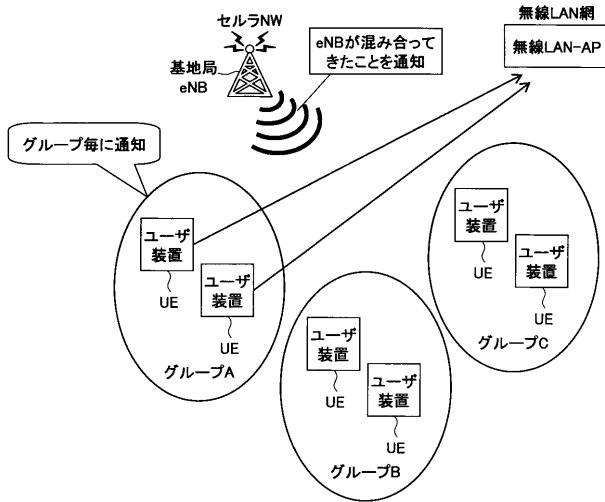 セルラNW
基地局
eNB
eNBが混み合って
きたことを通知
無線LAN網
無線LAN-AP
グループ毎に通知
ユーザ
装置
UE
ユーザ
装置
UE
グループA
ユーザ
装置
UE
ユーザ
装置
UE
グループB
ユーザ
装置
UE
ユーザ
装置
UE
グループC